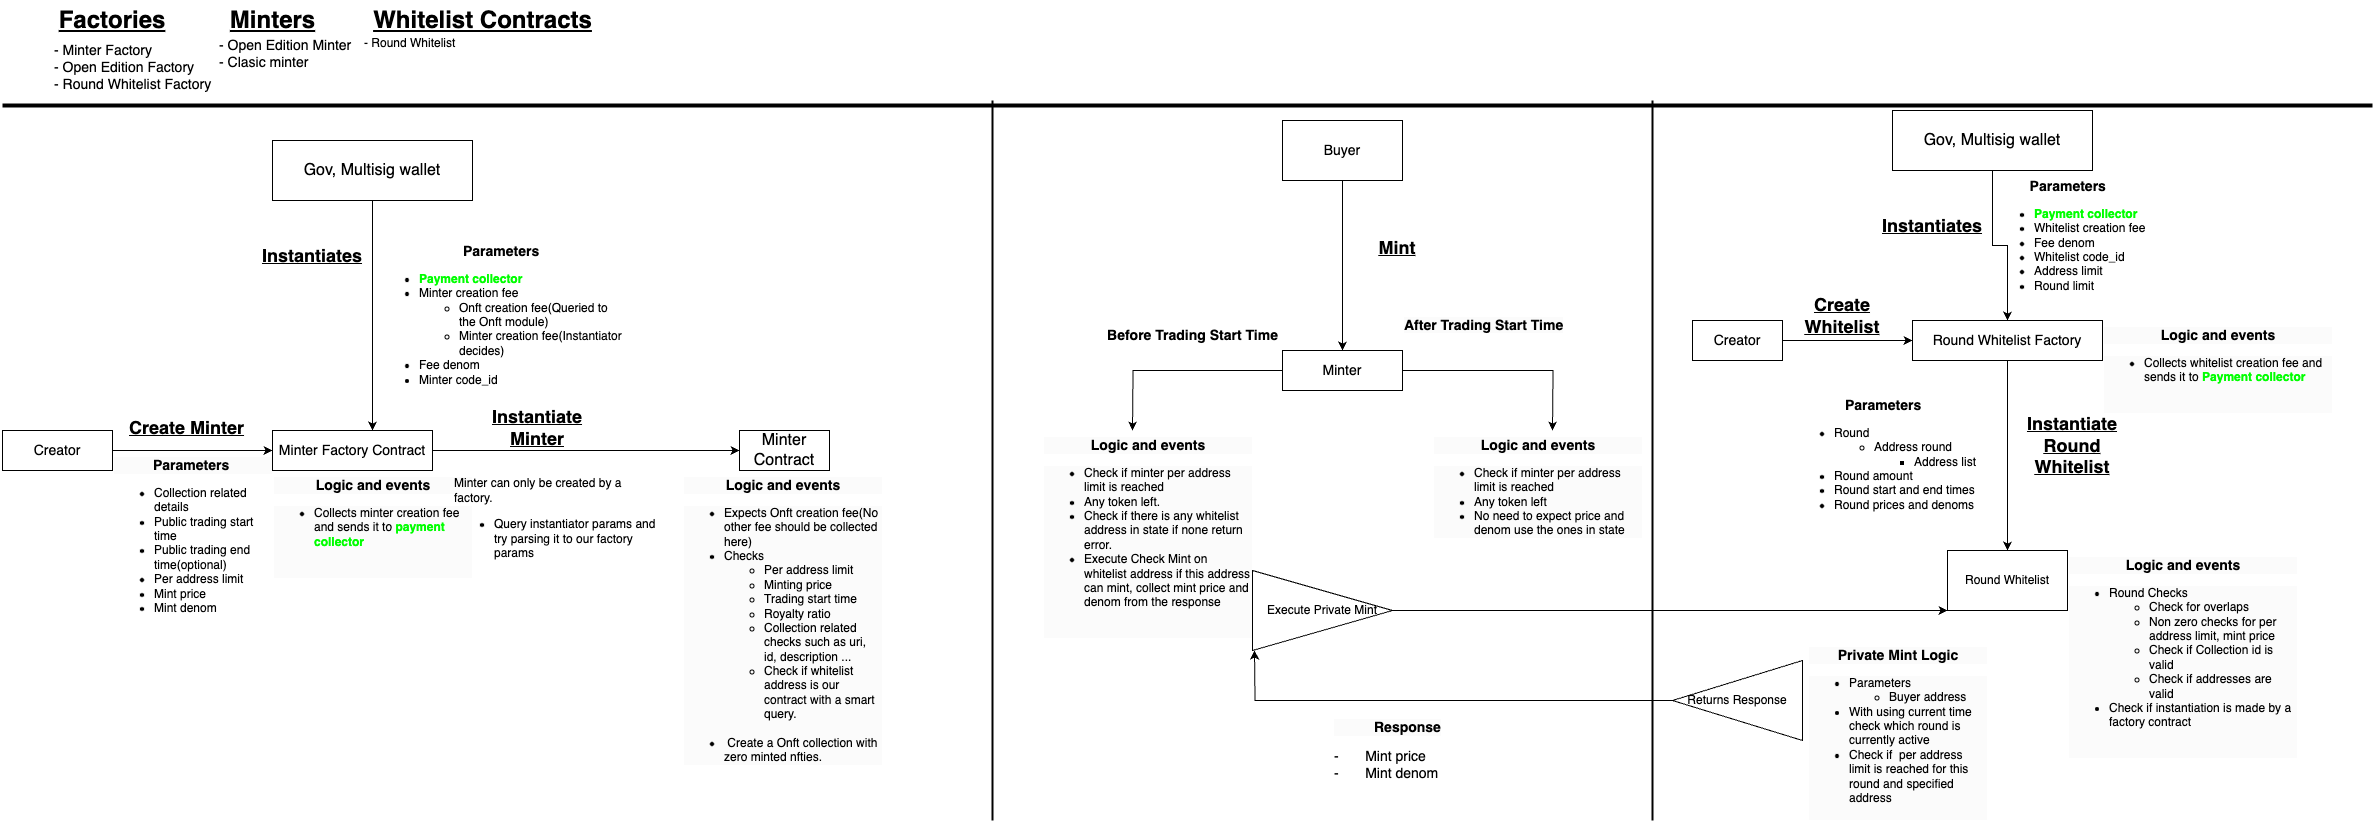 Factories
- Minter Factory
- Open Edition Factory
- Round Whitelist Factory
Minters
- Open Edition Minter
- Clasic minter
Whitelist Contracts
- Round Whitelist
Gov, Multisig wallet
Instantiates
Parameters
Payment collector
Minter creation fee
Onft creation fee(Queried to
the Onft module)
Minter creation fee(Instantiator
decides)
Fee denom
Minter code_id
Creator
Create Minter
Parameters
Collection related
details
Public trading start
time
Public trading end
time(optional)
Per address limit
Mint price
Mint denom
Minter Factory Contract
Logic and events
Collects minter creation fee
and sends it to payment
collector
Instantiate
Minter
Minter can only be created by a
factory.
Query instantiator params and
try parsing it to our factory
params
Minter
Contract
Logic and events
Expects Onft creation fee(No
other fee should be collected
here)
Checks
Per address limit
Minting price
Trading start time
Royalty ratio
Collection related
checks such as uri,
id, description ...
Check if whitelist
address is our
contract with a smart
query.
Create a Onft collection with
zero minted nfties.
Buyer
Mint
Before Trading Start Time
After Trading Start Time
Minter
Logic and events
Check if minter per address
limit is reached
Any token left.
Check if there is any whitelist
address in state if none return
error.
Execute Check Mint on
whitelist address if this address
can mint, collect mint price and
denom from the response
Logic and events
Check if minter per address
limit is reached
Any token left
No need to expect price and
denom use the ones in state
Execute Private Mint
Returns Response
Response
- Mint price
- Mint denom
Gov, Multisig wallet
Instantiates
Parameters
Payment collector
Whitelist creation fee
Fee denom
Whitelist code_id
Address limit
Round limit
Creator
Create
Whitelist
Round Whitelist Factory
Logic and events
Collects whitelist creation fee and
sends it to Payment collector
Parameters
Round
Address round
Address list
Round amount
Round start and end times
Round prices and denoms
Instantiate
Round
Whitelist
Round Whitelist
Logic and events
Round Checks
Check for overlaps
Non zero checks for per
address limit, mint price
Check if Collection id is
valid
Check if addresses are
valid
Check if instantiation is made by a
factory contract
Private Mint Logic
Parameters
Buyer address
With using current time
check which round is
currently active
Check if per address
limit is reached for this
round and specified
address